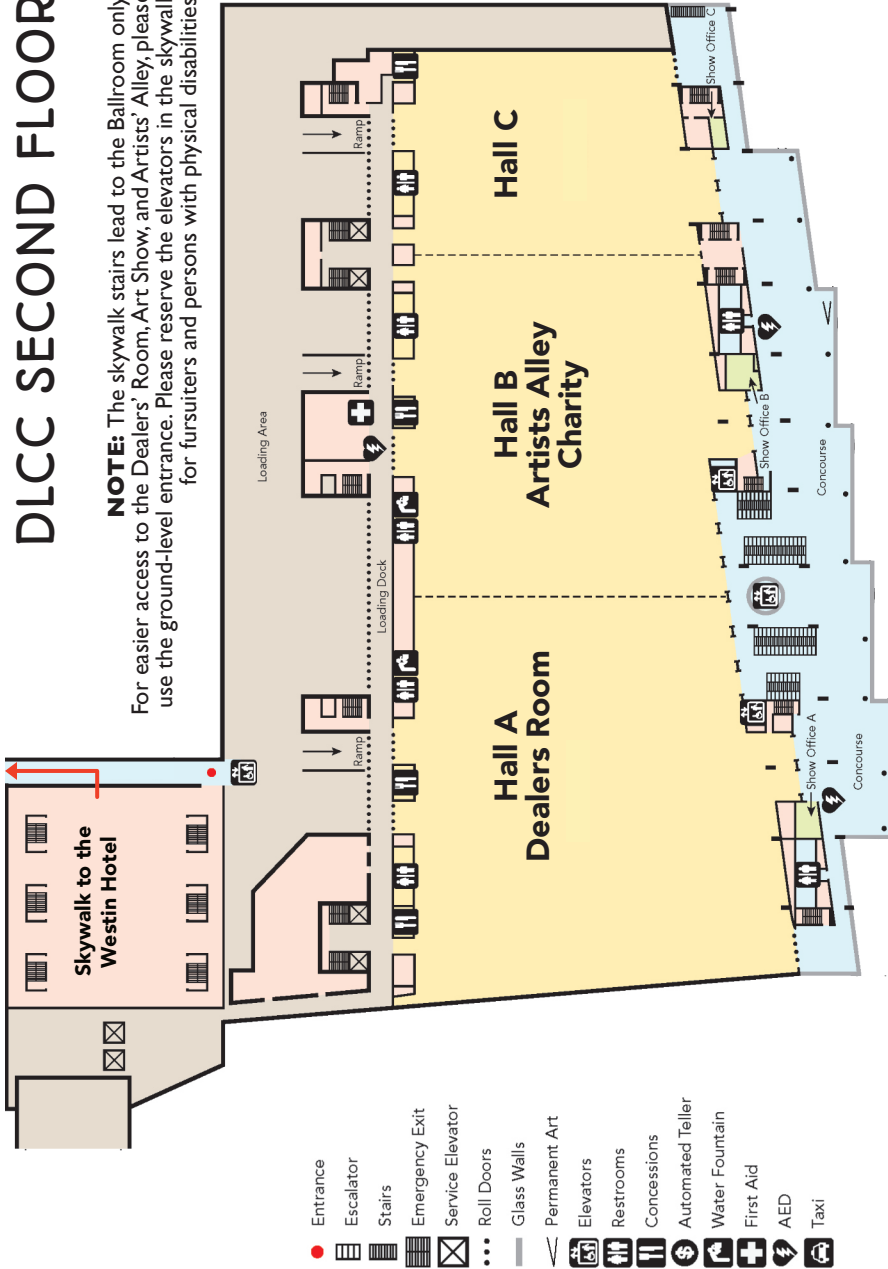 DLCC SECOND FLOOR
NOTE: The skywalk stairs lead to the Ballroom only.
For easier access to the Dealers' Room, Art Show, and Artists' Alley, please
use the ground-level entrance. Please reserve the elevators in the skywalk
for fursuiters and persons with physical disabilities
Skywalk to the
Westin Hotel
Loading Area
Ramp
Ramp
Ramp
Loading Dock
Hall A
Dealers Room
Hall B
Artists Alley
Charity
Hall C
Show Office A
Show Office B
Show Office C
Concourse
Concourse
Entrance
Escalator
Stairs
Emergency Exit
Service Elevator
Roll Doors
Glass Walls
Permanent Art
Elevators
Restrooms
Concessions
$ Automated Teller
Water Fountain
First Aid
AED
Taxi